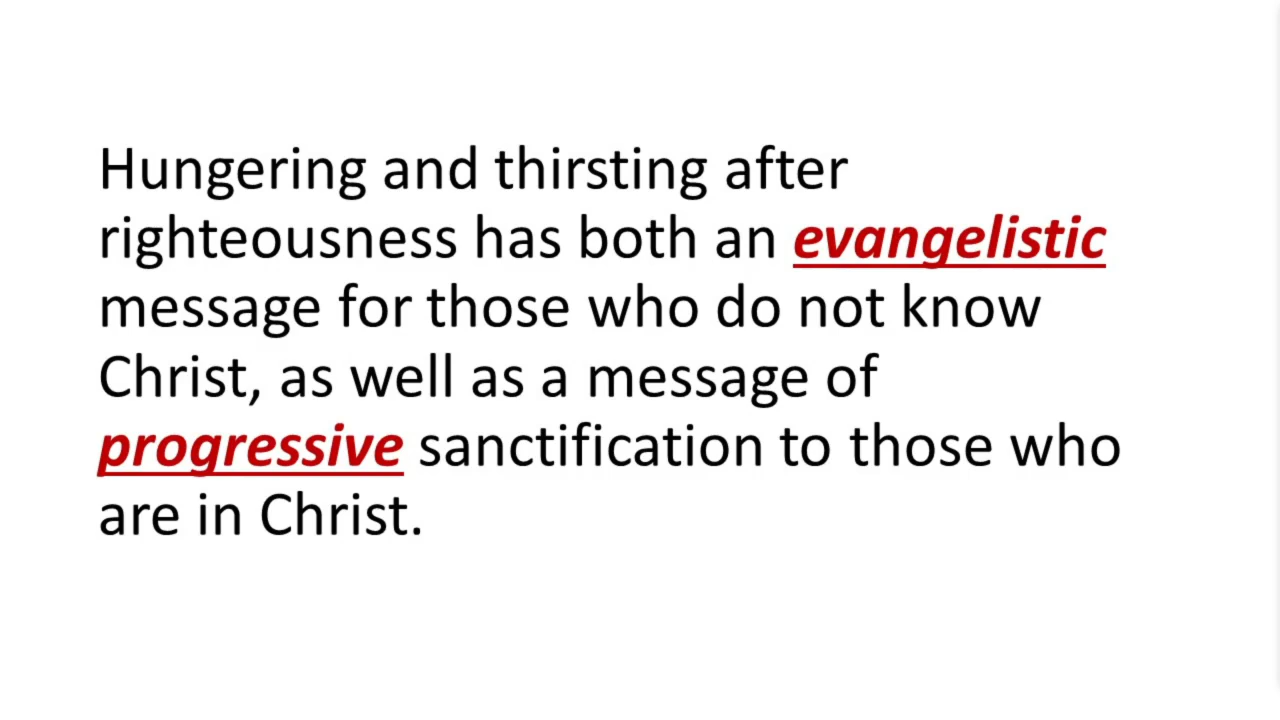 Hungering and thirsting after
righteousness has both an evangelistic
message for those who do not know
Christ, as well as a message of
progressive sanctification to those who
are in Christ.